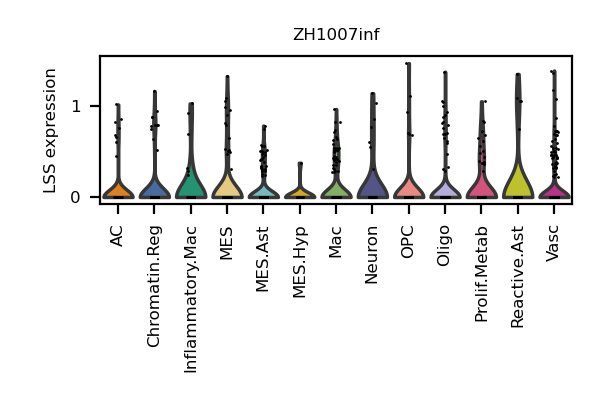 ZH1007inf
LSS expression
1
0
AC
Chromatin.Reg
Inflammatory.Mac
MES
MES.Ast
MES.Hyp
Mac
Neuron
OPC
Oligo
Prolif.Metab
Reactive.Ast
Vasc